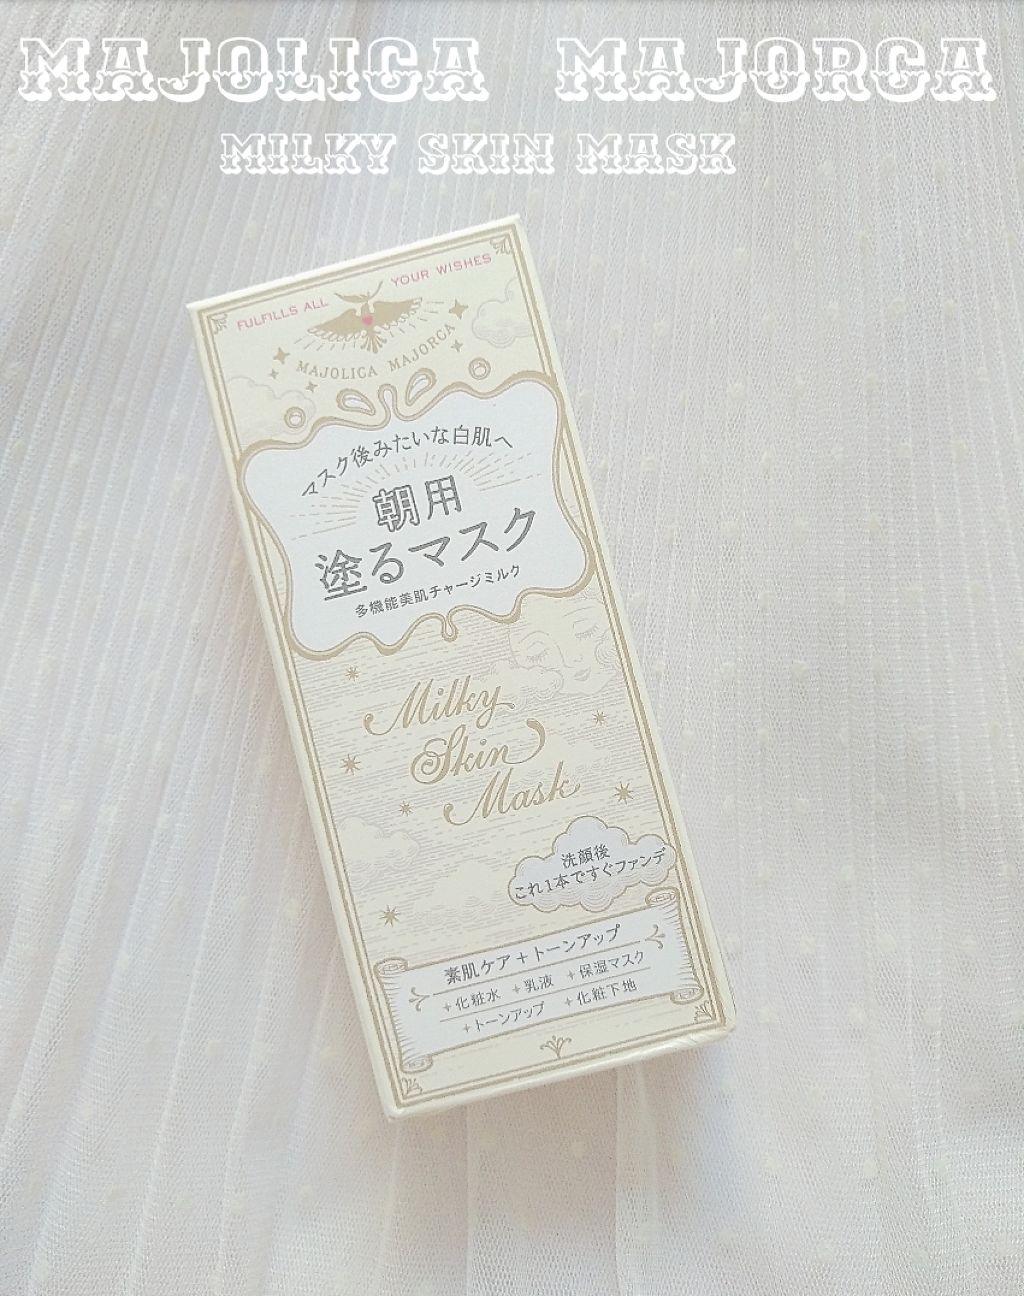 MAJOLICA MAJORCA
MILKY SKIN MASK
FULFILLS ALL YOUR WISHES
MAJOLICA MAJORCA
マスク後みたいな白肌へ
朝用
塗るマスク
多機能美肌チャージミルク
Milky
Skin
Mask
洗顔後
これ1本ですぐファンデ
素肌ケア+トーンアップ
+化粧水 +乳液 +保湿マスク
+トーンアップ +化粧下地